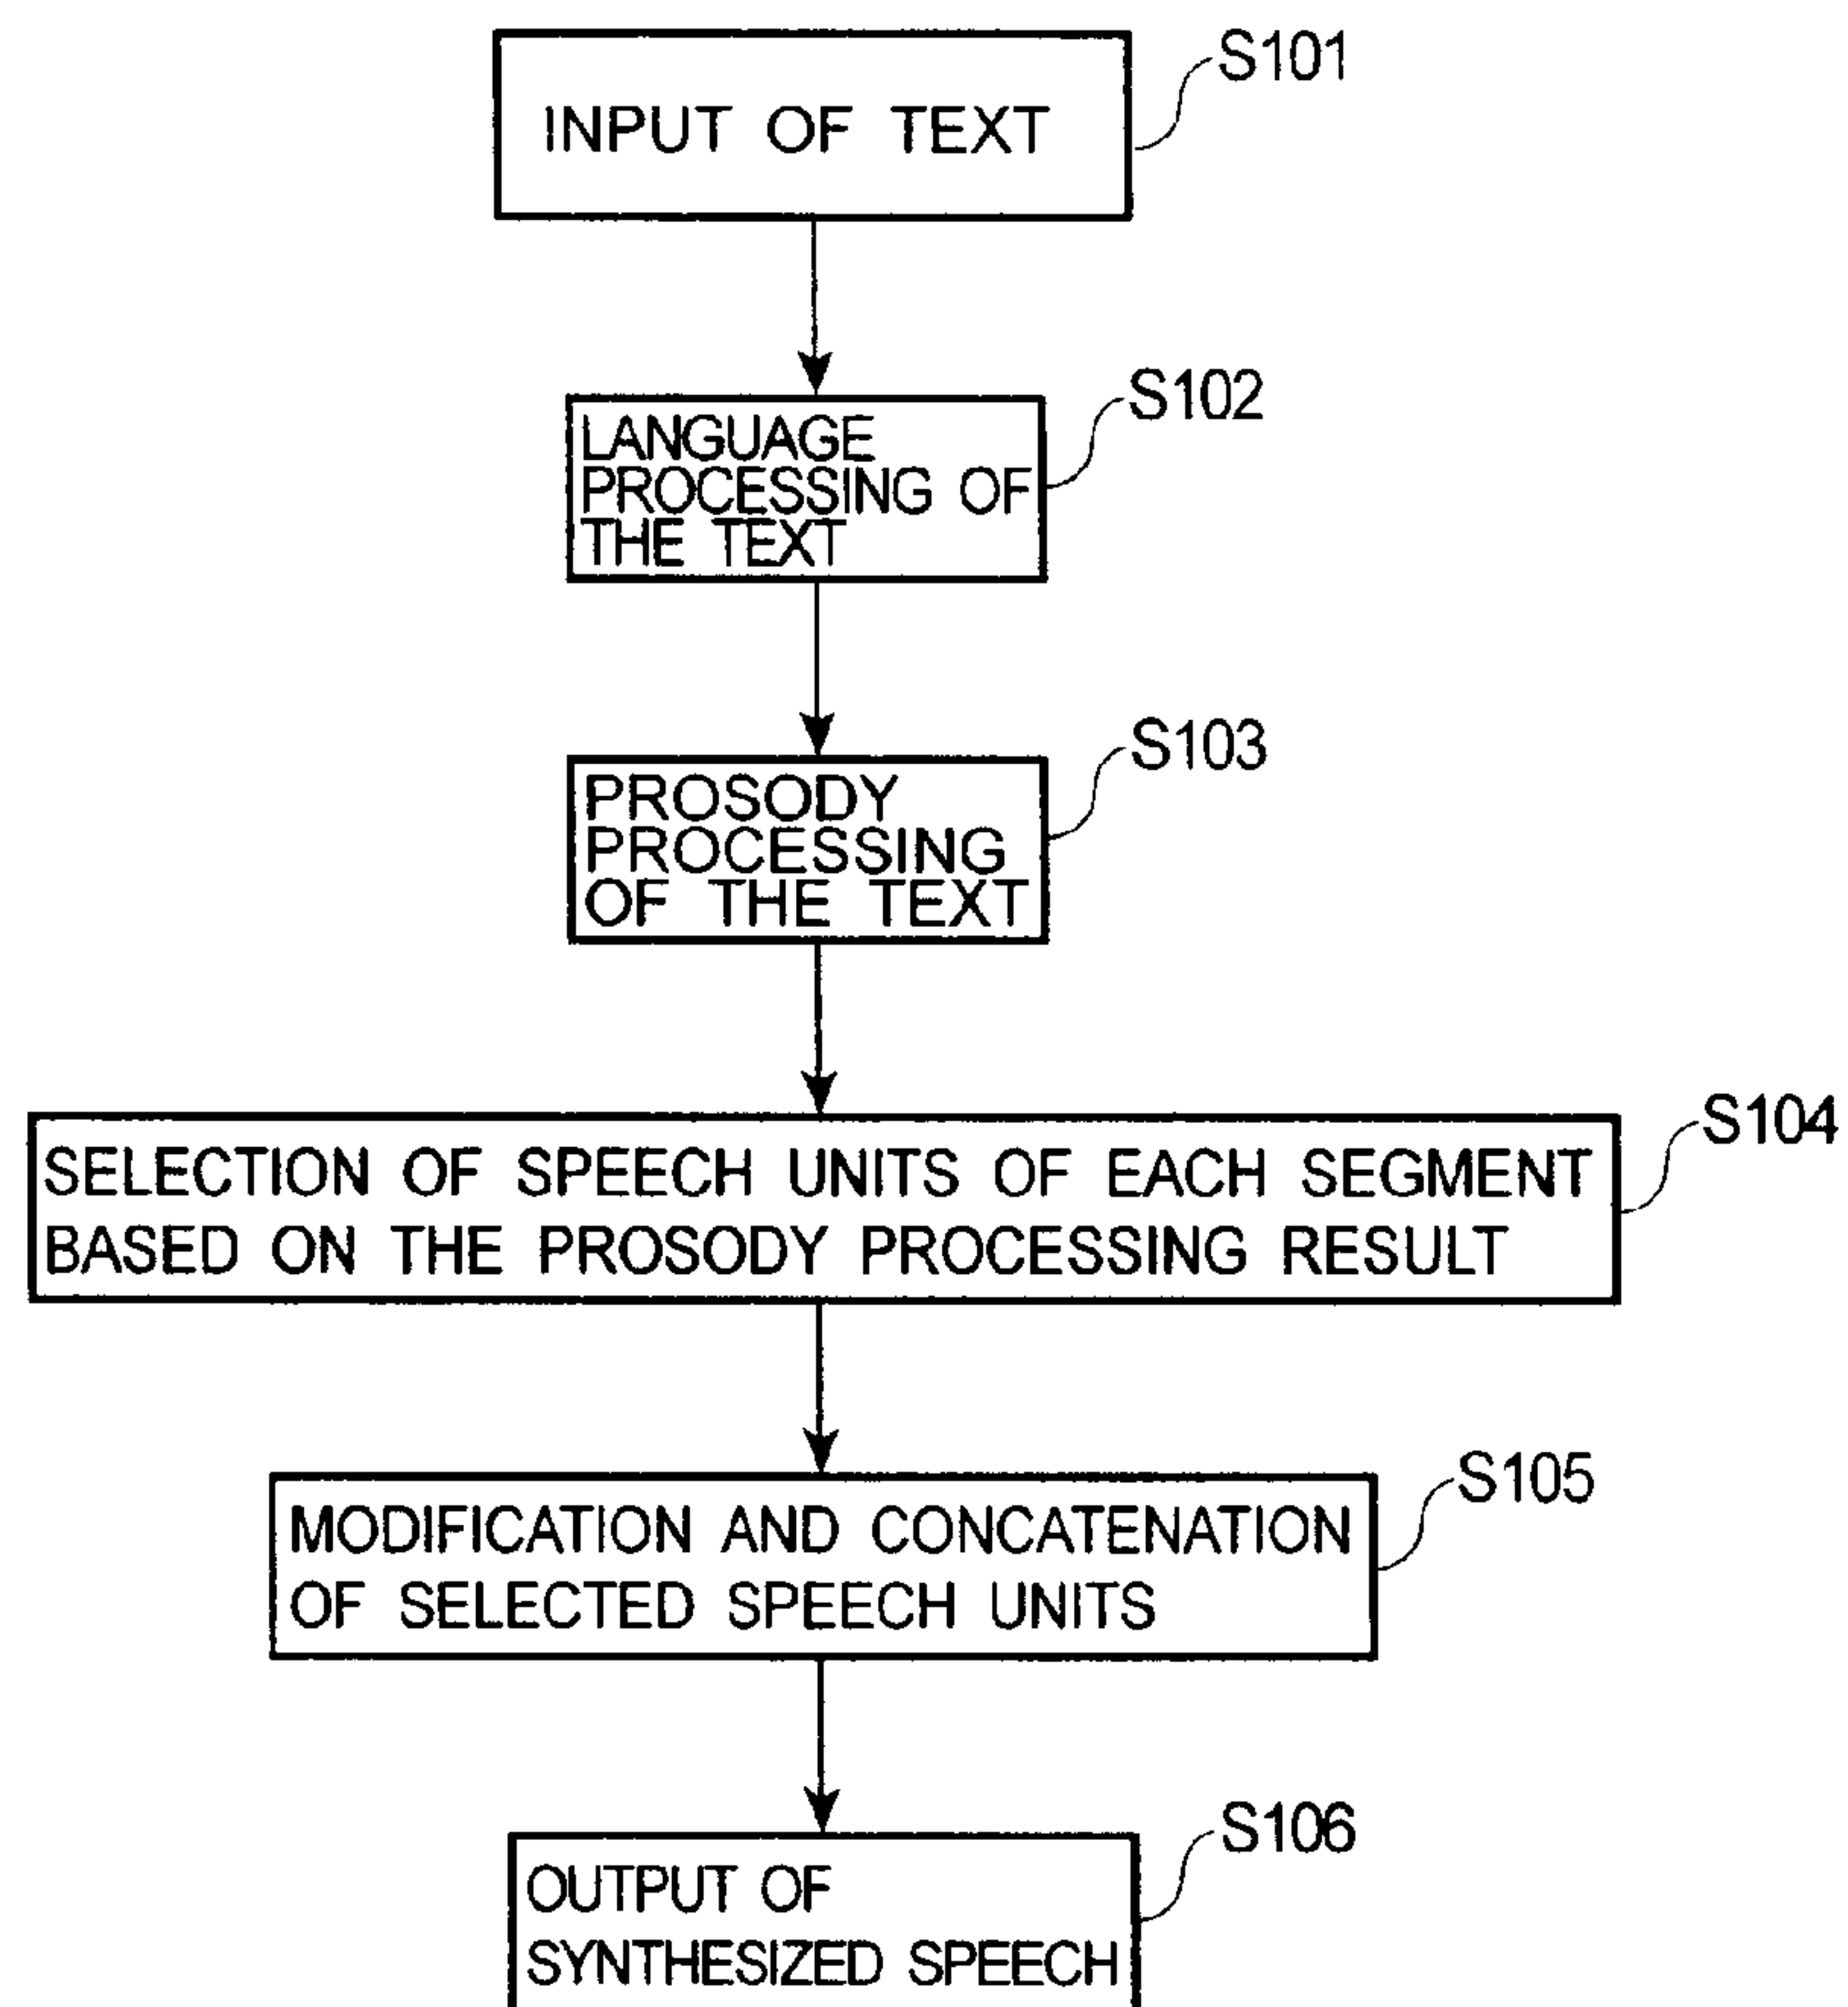 S101
INPUT OF TEXT
S102
LANGUAGE
PROCESSING OF
THE TEXT
S103
PROSODY
PROCESSING
OF THE TEXT
S104
SELECTION OF SPEECH UNITS OF EACH SEGMENT
BASED ON THE PROSODY PROCESSING RESULT
S105
MODIFICATION AND CONCATENATION
OF SELECTED SPEECH UNITS
S106
OUTPUT OF
SYNTHESIZED SPEECH